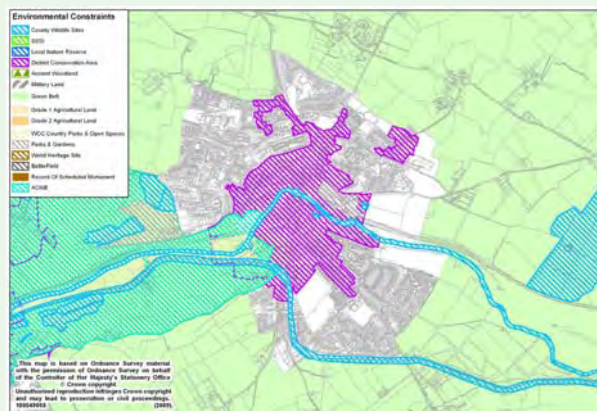 Environmental Constraints
County Wildlife Sites
SSSI
Local Nature Reserve
District Conservation Area
Ancient Woodland
Military Land
Green Belt
Grade 1 Agricultural Land
Grade 2 Agricultural Land
WCC Country Parks & Open Spaces
Parks & Gardens
World Heritage Site
BattleField
Record Of Scheduled Monument
AONB
This map is based on Ordnance Survey material
with the permission of Ordnance Survey on behalf
of the Controller of Her Majesty's Stationery Office
© Crown copyright.
Unauthorised reproduction infringes Crown copyright
and may lead to prosecution or civil proceedings.
(2009).